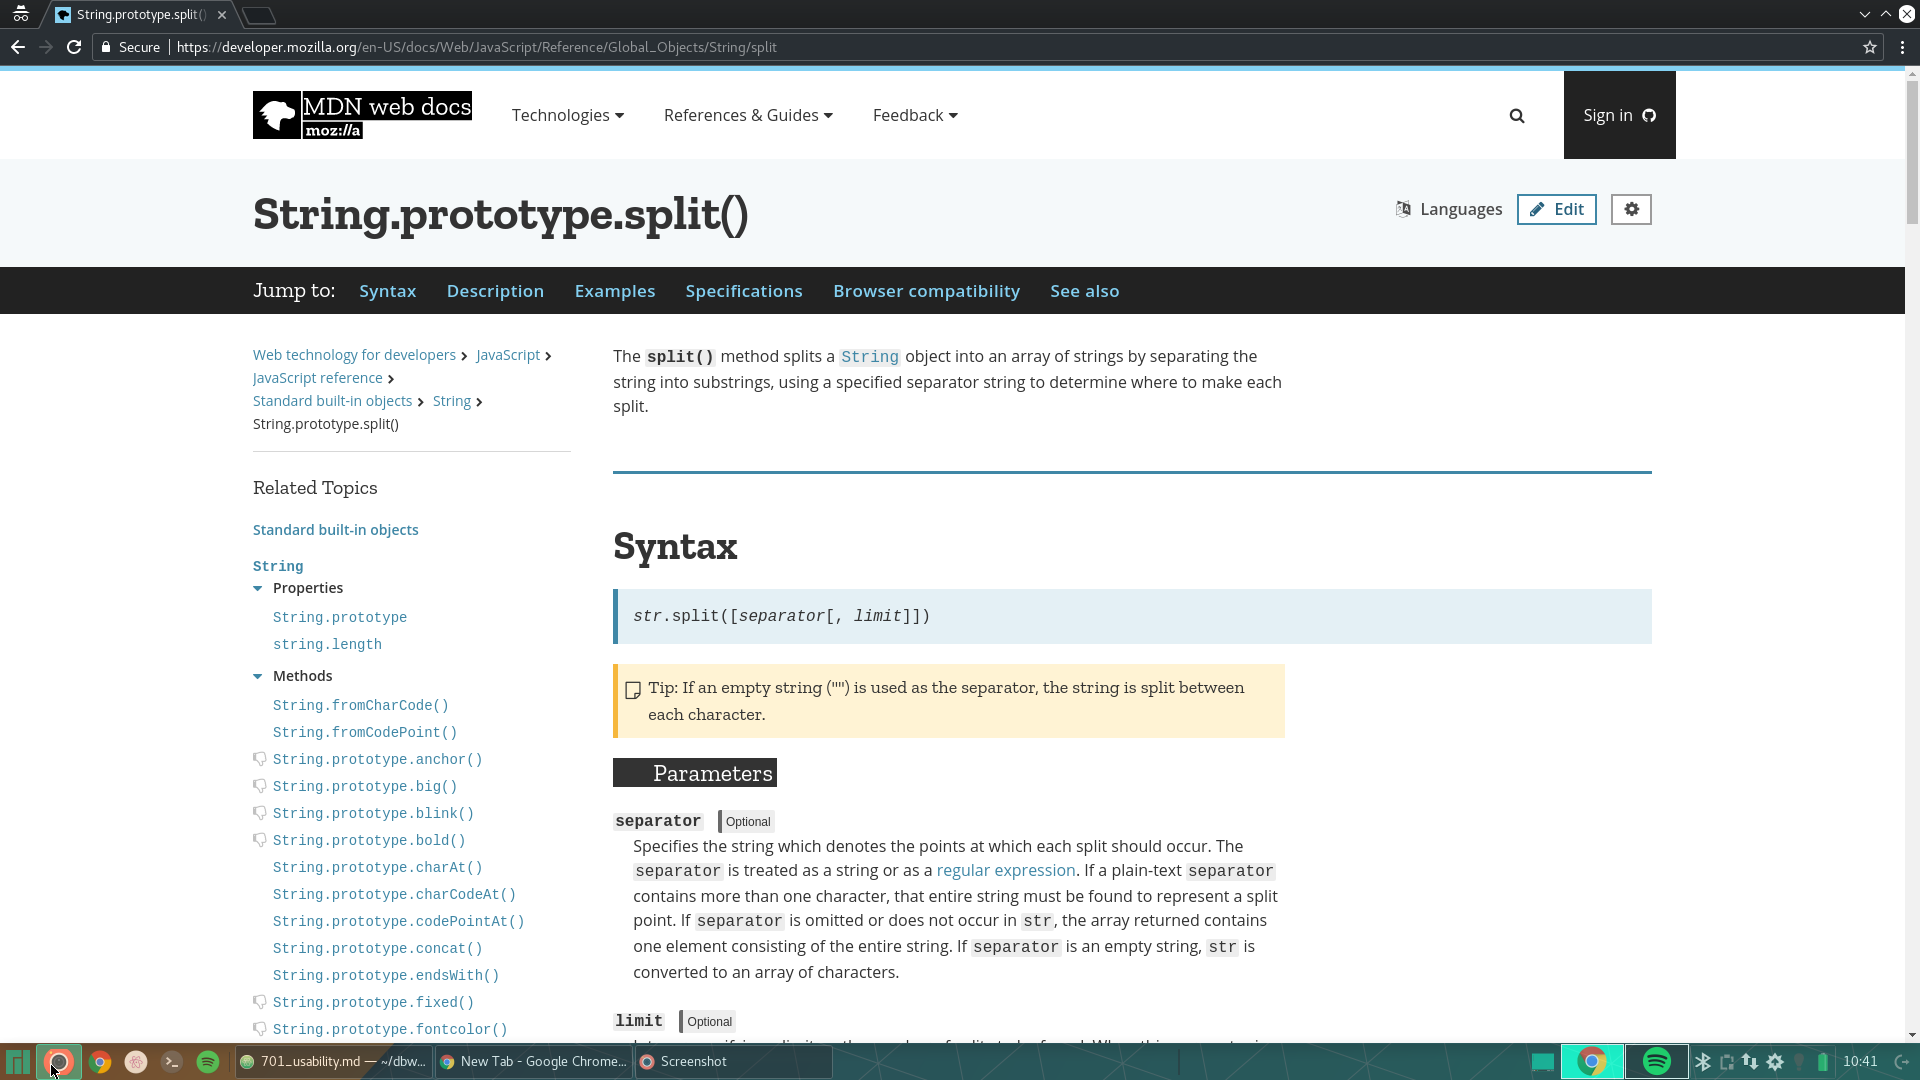 String.prototype.split()
Secure
https://developer.mozilla.org/en-US/docs/Web/JavaScript/Reference/Global_Objects/String/split
MDN web docs
moz://a
Technologies
References & Guides
Feedback
Sign in
String.prototype.split()
Languages
Edit
Jump to: Syntax Description Examples Specifications Browser compatibility See also
Web technology for developers JavaScript
JavaScript reference
Standard built-in objects String
String.prototype.split()
Related Topics
Standard built-in objects
String
Properties
String.prototype
string.length
Methods
String.fromCharCode()
String.fromCodePoint()
String.prototype.anchor()
String.prototype.big()
String.prototype.blink()
String.prototype.bold()
String.prototype.charAt()
String.prototype.charCodeAt()
String.prototype.codePointAt()
String.prototype.concat()
String.prototype.endsWith()
String.prototype.fixed()
String.prototype.fontcolor()
The split() method splits a String object into an array of strings by separating the
string into substrings, using a specified separator string to determine where to make each
split.
Syntax
str.split([separator[, limit]])
Tip: If an empty string ("") is used as the separator, the string is split between
each character.
Parameters
separator Optional
Specifies the string which denotes the points at which each split should occur. The
separator is treated as a string or as a regular expression. If a plain-text separator
contains more than one character, that entire string must be found to represent a split
point. If separator is omitted or does not occur in str, the array returned contains
one element consisting of the entire string. If separator is an empty string, str is
converted to an array of characters.
limit Optional
701_usability.md — ~/dbw...
New Tab - Google Chrome...
Screenshot
10:41